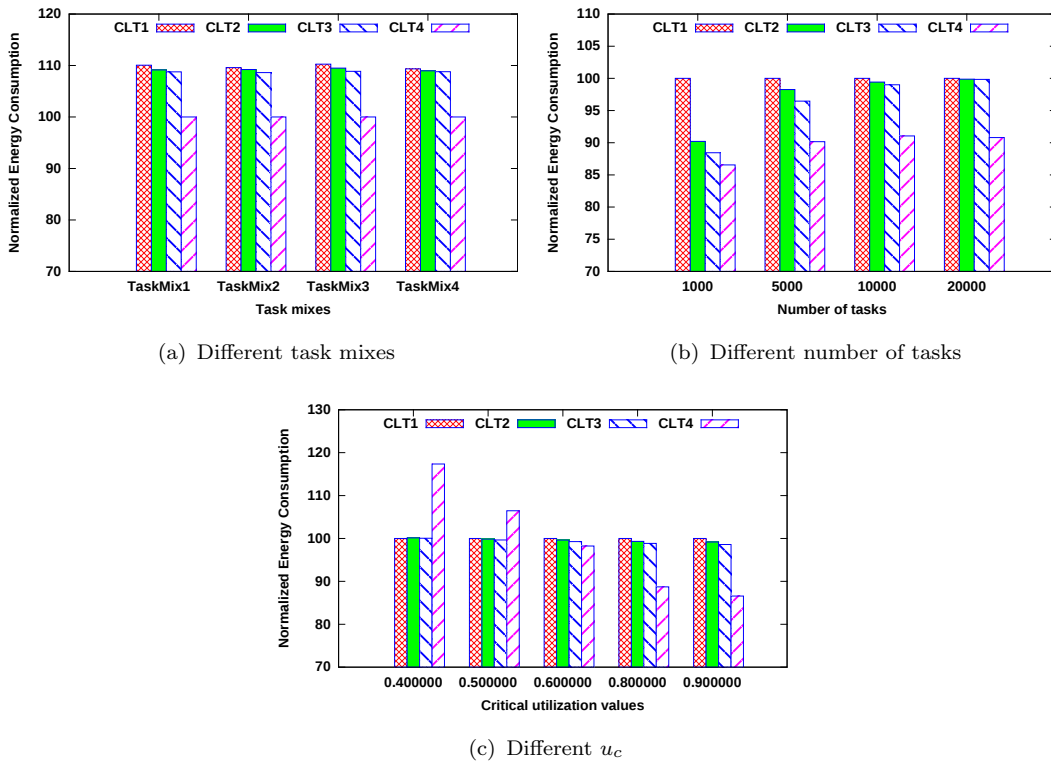 120
110
100
90
80
70
Normalized Energy Consumption
CLT1 CLT2 CLT3 CLT4
TaskMix1 TaskMix2 TaskMix3 TaskMix4
Task mixes
(a) Different task mixes
110
105
100
95
90
85
80
75
70
Normalized Energy Consumption
CLT1 CLT2 CLT3 CLT4
1000 5000 10000 20000
Number of tasks
(b) Different number of tasks
130
120
110
100
90
80
70
Normalized Energy Consumption
CLT1 CLT2 CLT3 CLT4
0.400000 0.500000 0.600000 0.800000 0.900000
Critical utilization values
(c) Different u_c